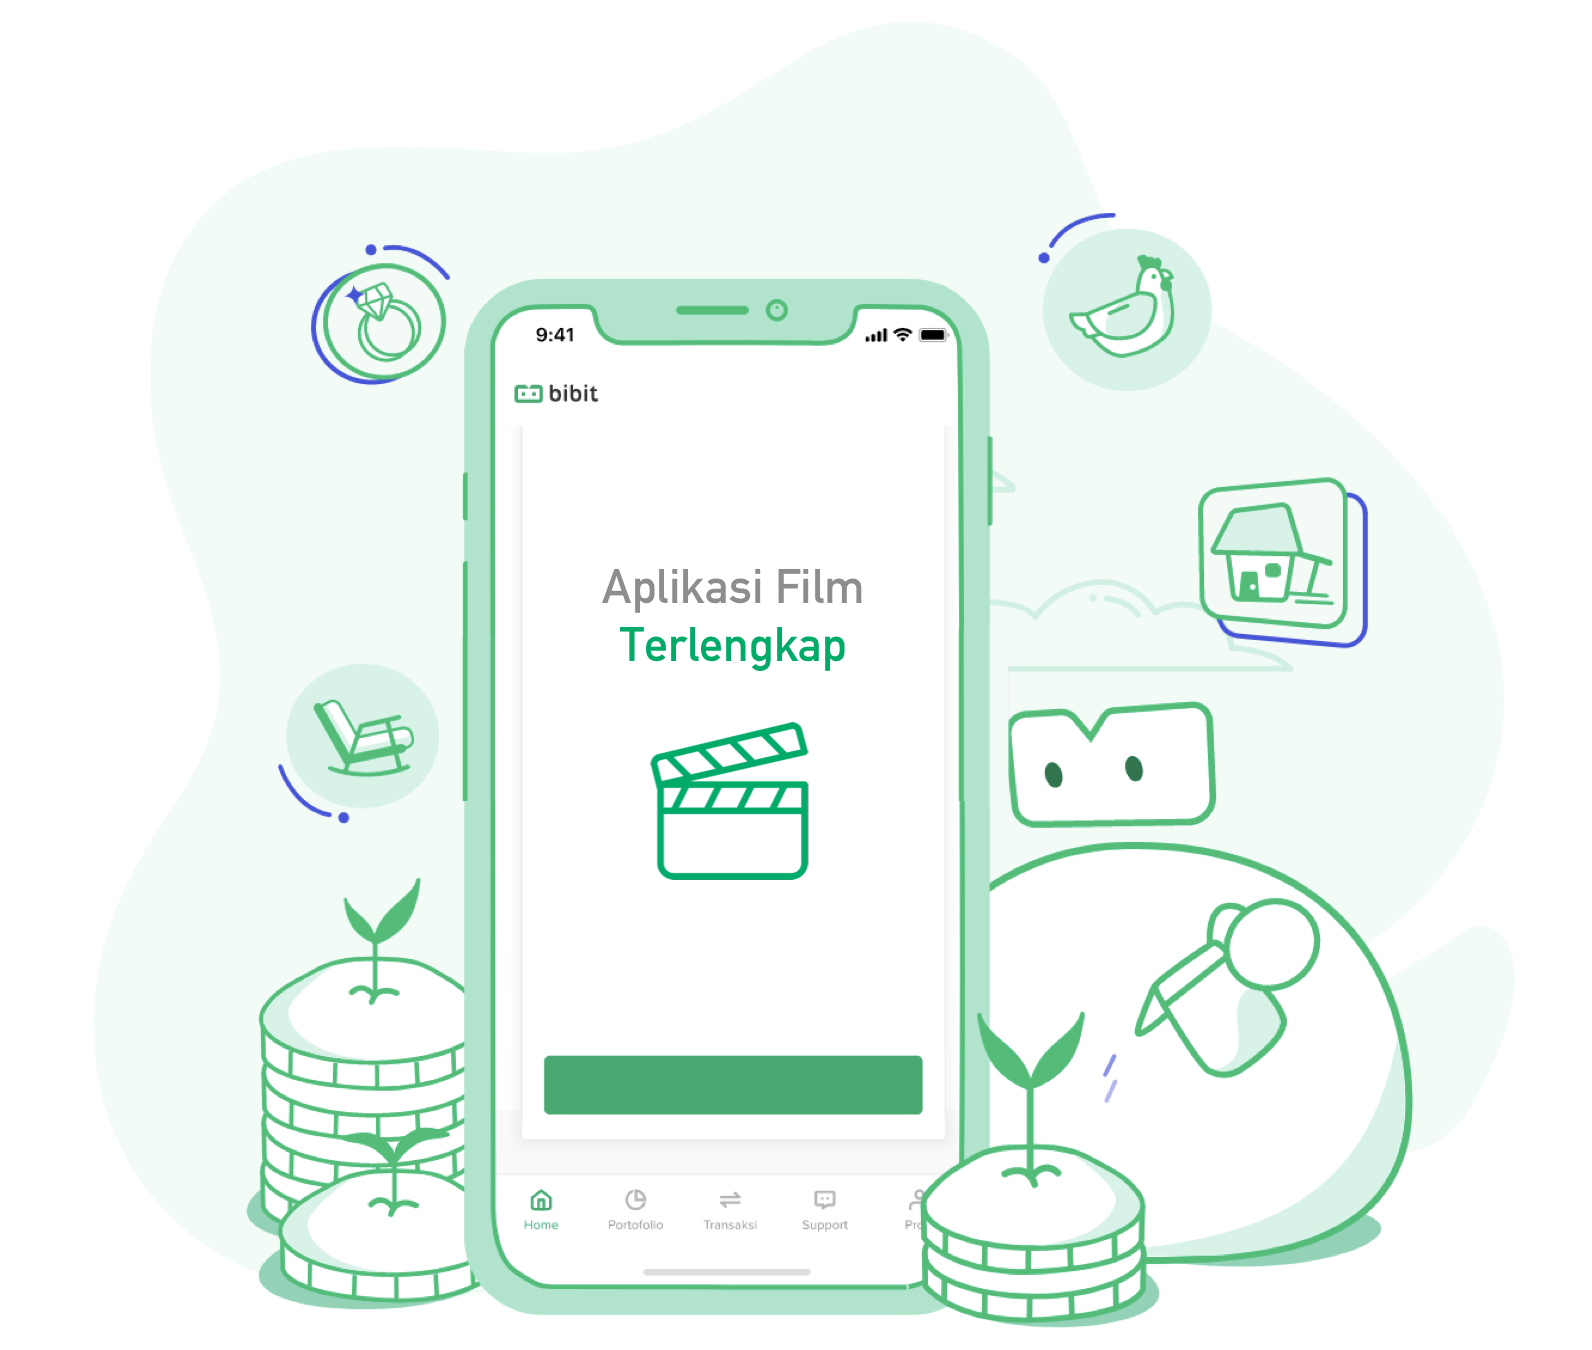 9:41
bibit
Aplikasi Film
Terlengkap
Home Portofolio Transaksi Support